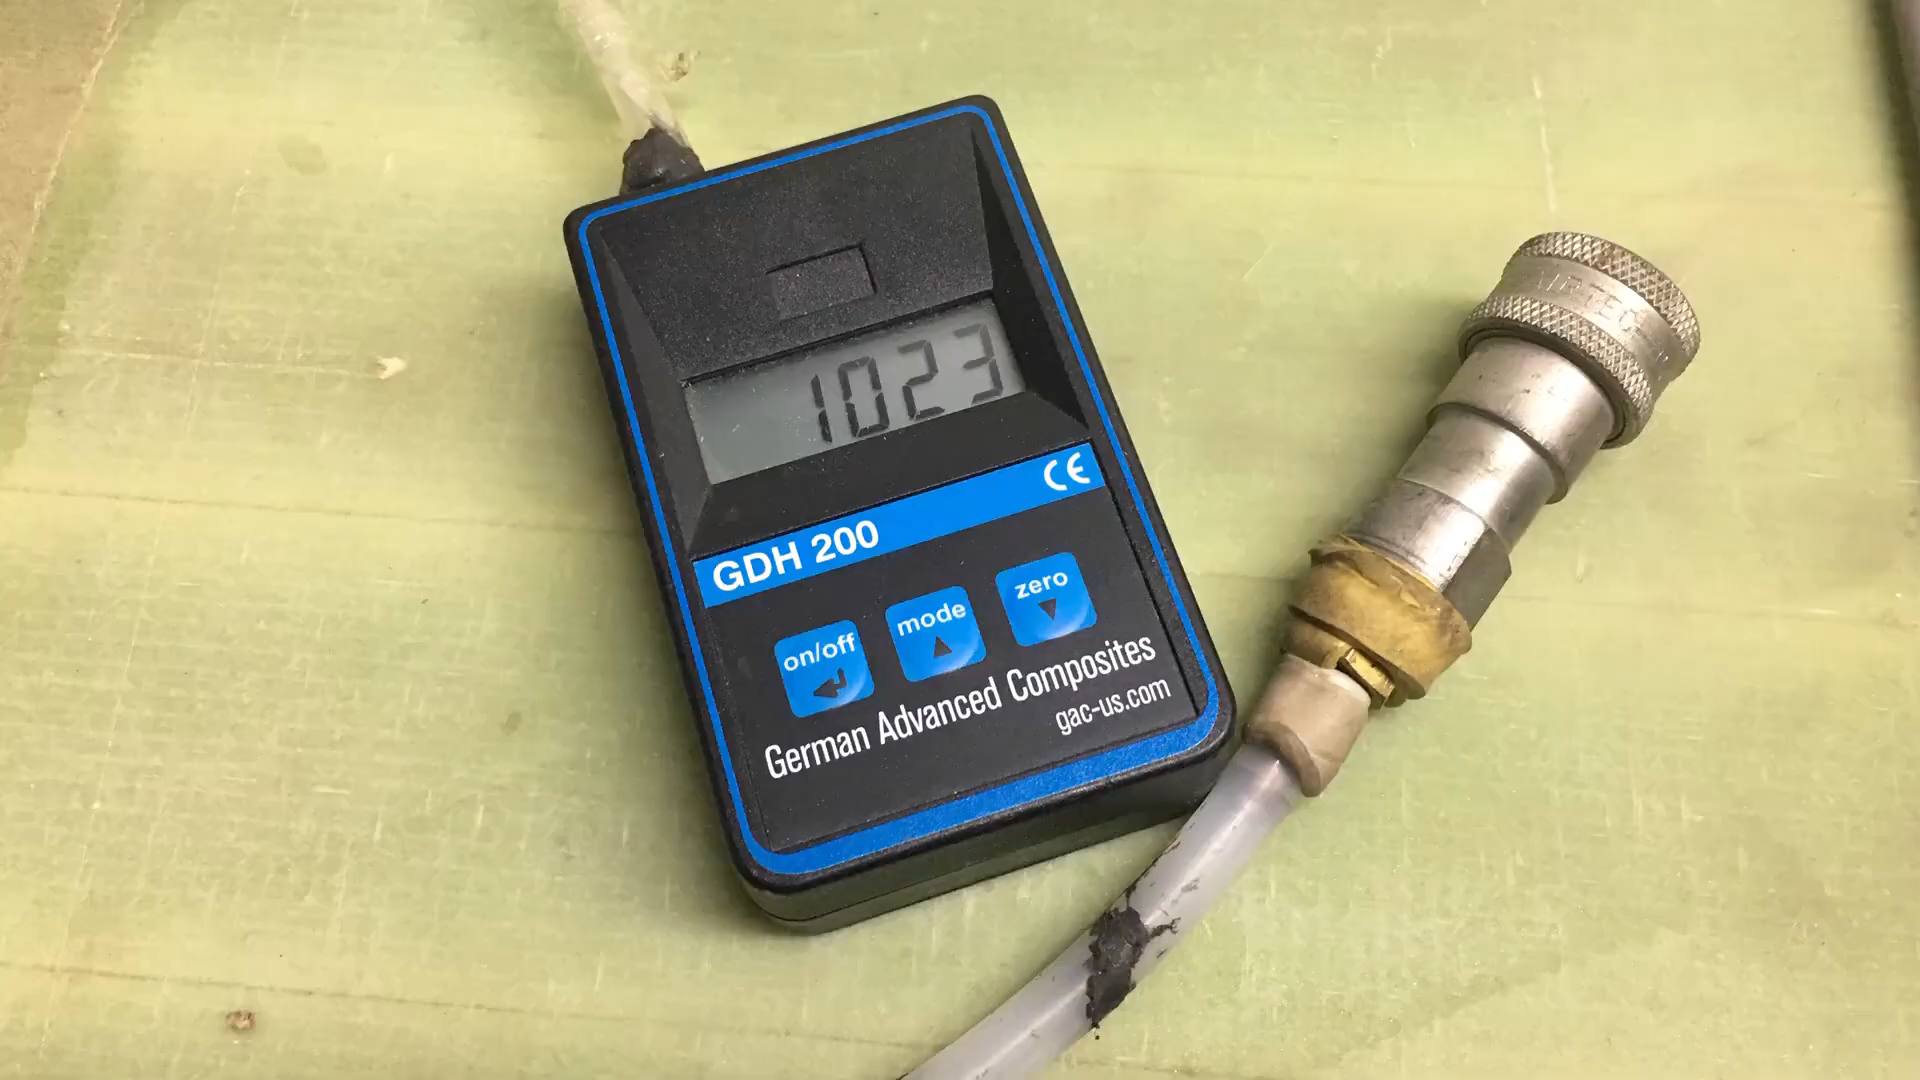 1023
CE
GDH 200
on/off
mode
zero
German Advanced Composites
gac-us.com